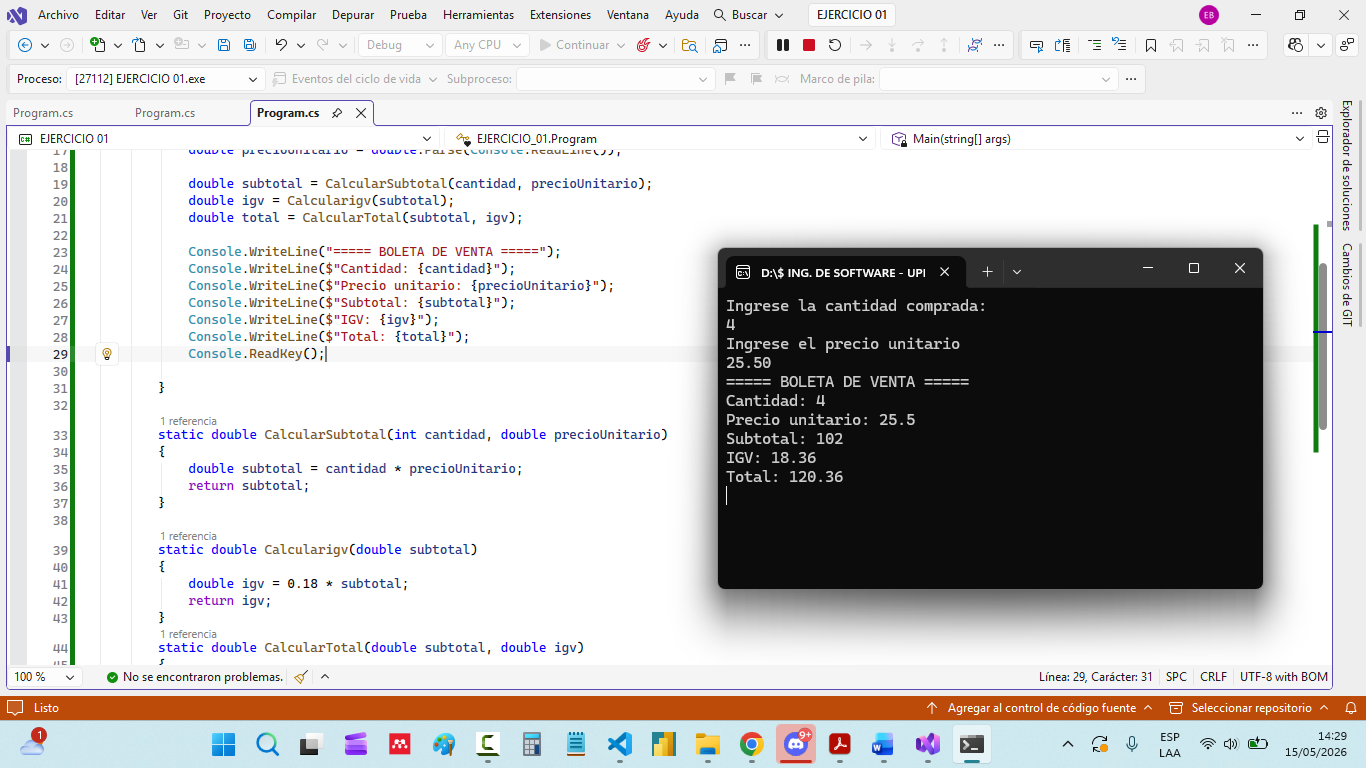 Archivo Editar Ver Git Proyecto Compilar Depurar Prueba Herramientas Extensiones Ventana Ayuda Buscar EJERCICIO 01 EB
Debug Any CPU Continuar
Proceso: [27112] EJERCICIO 01.exe Eventos del ciclo de vida Subproceso: Marco de pila:
Program.cs Program.cs Program.cs
EJERCICIO 01 EJERCICIO_01.Program Main(string[] args)
17 double precioUnitario = double.Parse(Console.ReadLine());
18
19 double subtotal = CalcularSubtotal(cantidad, precioUnitario);
20 double igv = Calcularigv(subtotal);
21 double total = CalcularTotal(subtotal, igv);
22
23 Console.WriteLine("===== BOLETA DE VENTA =====");
24 Console.WriteLine($"Cantidad: {cantidad}");
25 Console.WriteLine($"Precio unitario: {precioUnitario}");
26 Console.WriteLine($"Subtotal: {subtotal}");
27 Console.WriteLine($"IGV: {igv}");
28 Console.WriteLine($"Total: {total}");
29 Console.ReadKey();
30
31 }
32
1 referencia
33 static double CalcularSubtotal(int cantidad, double precioUnitario)
34 {
35 double subtotal = cantidad * precioUnitario;
36 return subtotal;
37 }
38
1 referencia
39 static double Calcularigv(double subtotal)
40 {
41 double igv = 0.18 * subtotal;
42 return igv;
43 }
1 referencia
44 static double CalcularTotal(double subtotal, double igv)
45 {
D:\$ ING. DE SOFTWARE - UPI
Ingrese la cantidad comprada:
4
Ingrese el precio unitario
25.50
===== BOLETA DE VENTA =====
Cantidad: 4
Precio unitario: 25.5
Subtotal: 102
IGV: 18.36
Total: 120.36
Explorador de soluciones
Cambios de GIT
100 % No se encontraron problemas. Línea: 29, Carácter: 31 SPC CRLF UTF-8 with BOM
Listo Agregar al control de código fuente Seleccionar repositorio
1 9+ ESP LAA 14:29 15/05/2026